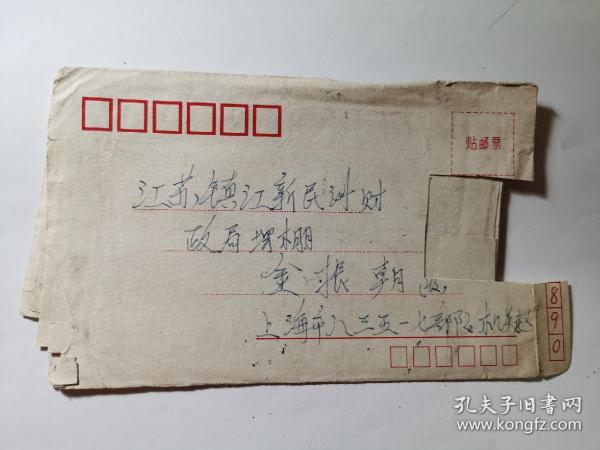 贴邮票
江苏镇江新民洲财
政局堺棚
金振朝 收
上海市八三五一七部队机关
890
孔夫子旧书网
www.kongfz.com